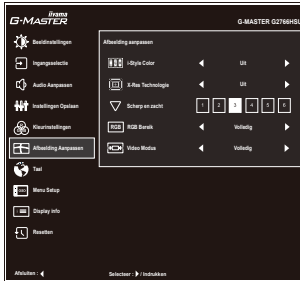 iiyama
G-MASTER
G-MASTER G2766HSU
Beeldinstellingen
Afbeelding aanpassen
Ingangsselectie
i-Style Color
Uit
Audio Aanpassen
X-Res Technologie
Uit
Instellingen Opslaan
Scherp en zacht
1 2 3 4 5 6
Kleurinstellingen
RGB RGB Bereik
Volledig
Afbeelding Aanpassen
Video Modus
Volledig
Taal
OSD Menu Setup
Display Info
Resetten
Afsluiten :
Selecteer : / Indrukken